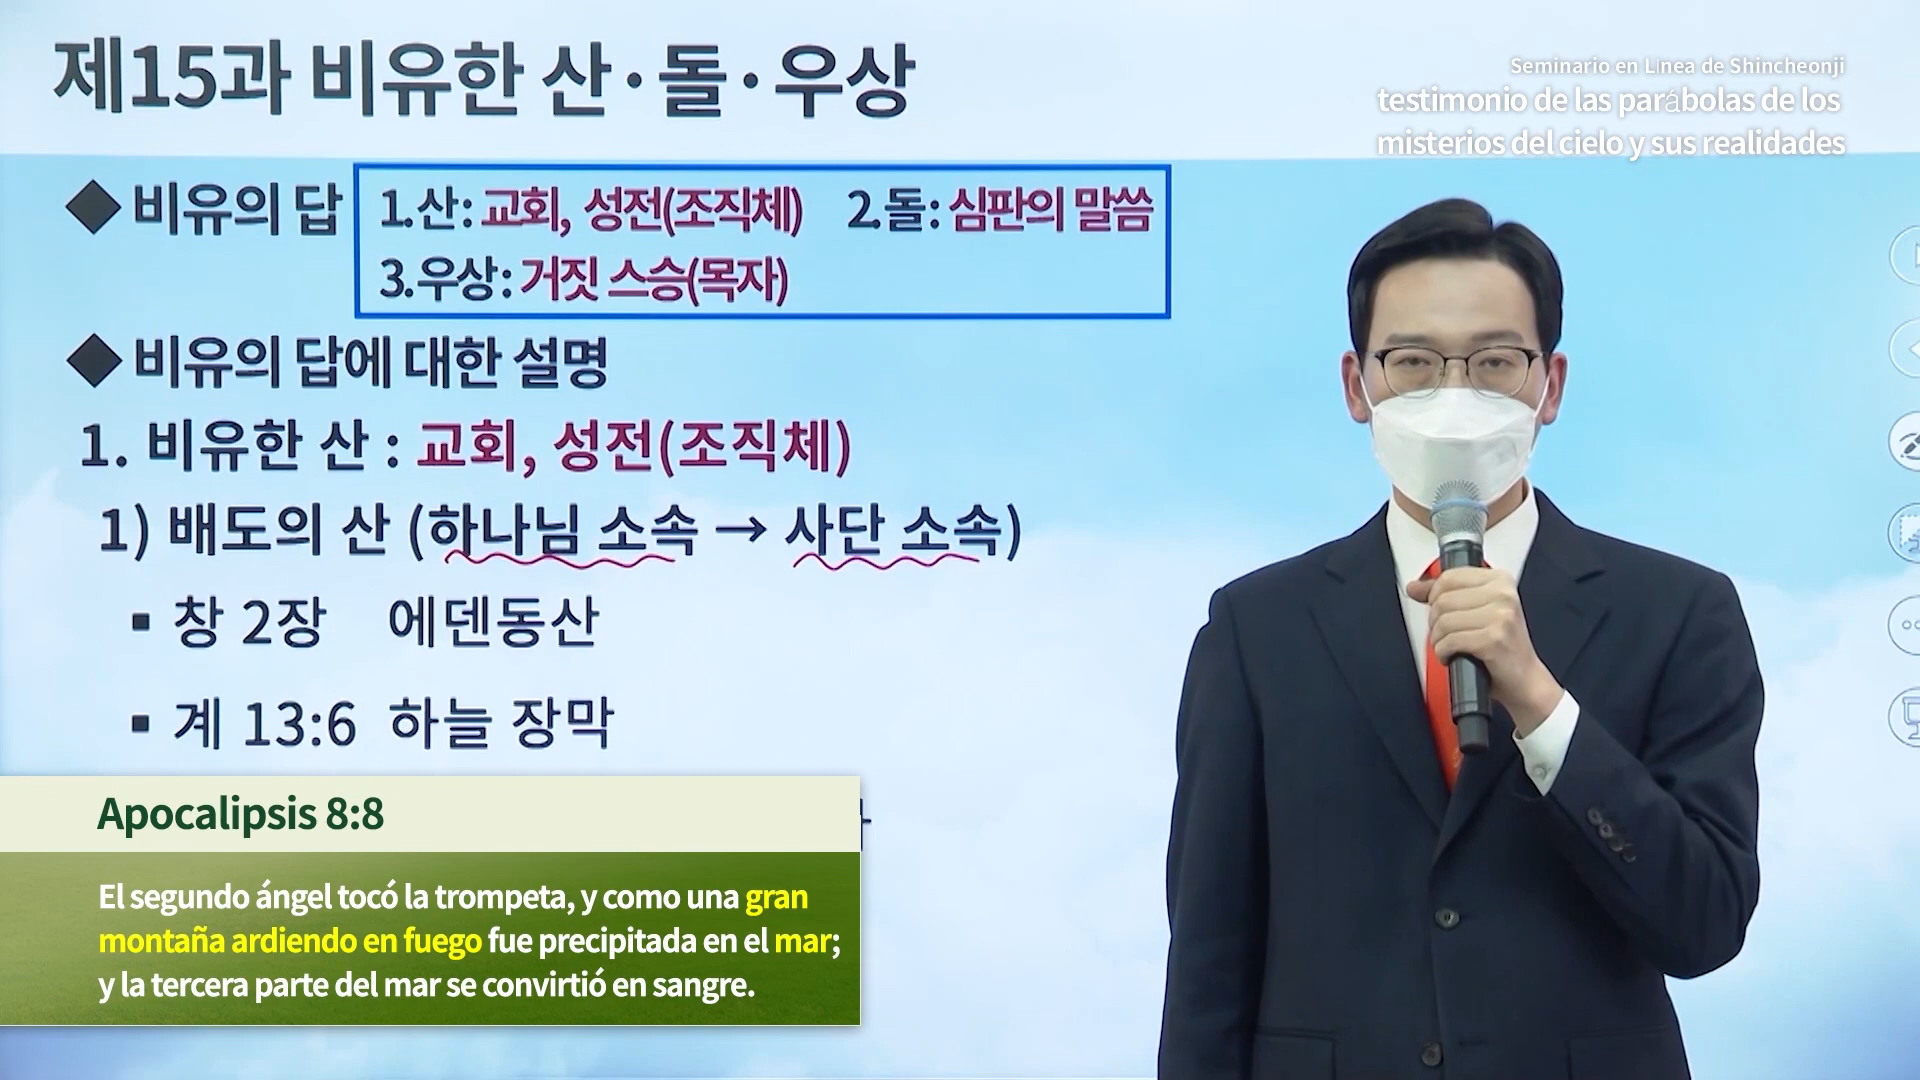 제15과 비유한 산·돌·우상
Seminario en Línea de Shincheonji
testimonio de las parábolas de los
misterios del cielo y sus realidades
◆ 비유의 답 1.산: 교회, 성전(조직체) 2.돌: 심판의 말씀
3.우상: 거짓 스승(목자)
◆ 비유의 답에 대한 설명
1. 비유한 산 : 교회, 성전(조직체)
1) 배도의 산 (하나님 소속 → 사단 소속)
▪ 창 2장 에덴동산
▪ 계 13:6 하늘 장막
Apocalipsis 8:8
El segundo ángel tocó la trompeta, y como una gran
montaña ardiendo en fuego fue precipitada en el mar;
y la tercera parte del mar se convirtió en sangre.